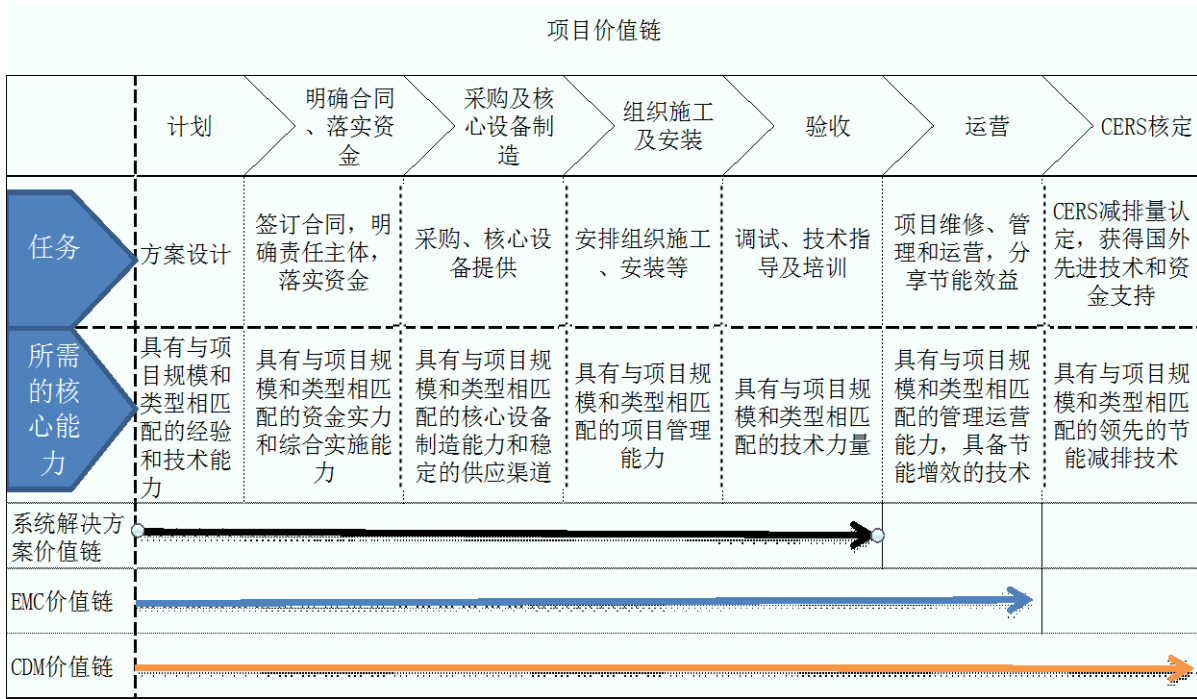 项目价值链
计划
明确合同
、落实资
金
采购及核
心设备制
造
组织施工
及安装
验收
运营
CERS核定
任务
方案设计
签订合同，明
确责任主体，
落实资金
采购、核心设
备提供
安排组织施工
、安装等
调试、技术指
导及培训
项目维修、管
理和运营，分
享节能效益
CERS减排量认
定，获得国外
先进技术和资
金支持
所需
的核
心能
力
具有与项
目规模和
类型相匹
配的经验
和技术能
力
具有与项目规
模和类型相匹
配的资金实力
和综合实施能
力
具有与项目规
模和类型相匹
配的核心设备
制造能力和稳
定的供应渠道
具有与项目规
模和类型相匹
配的项目管理
能力
具有与项目规
模和类型相匹
配的技术力量
具有与项目规
模和类型相匹
配的管理运营
能力，具备节
能增效的技术
具有与项目规
模和类型相匹
配的领先的节
能减排技术
系统解决方
案价值链
EMC价值链
CDM价值链